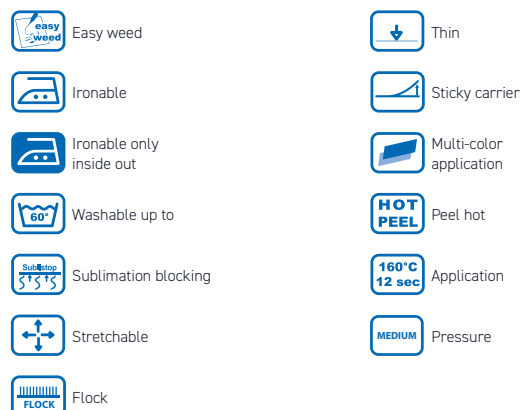 easy
weed
Easy weed
Ironable
Ironable only
inside out
60°
Washable up to
Substop
Sublimation blocking
Stretchable
FLOCK
Flock
Thin
Sticky carrier
Multi-color
application
HOT
PEEL
Peel hot
160°C
12 sec
Application
MEDIUM
Pressure